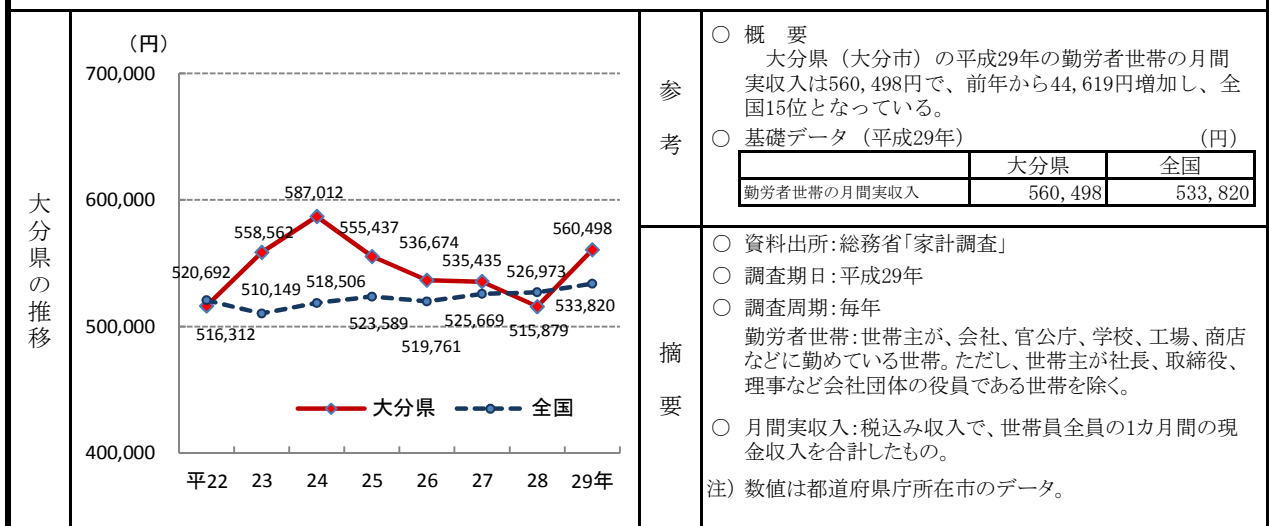 大分県の推移
（円）
700,000
600,000
500,000
400,000
587,012
558,562
555,437
536,674
535,435
560,498
520,692
510,149
518,506
526,973
516,312
523,589
519,761
525,669
515,879
533,820
大分県
全国
平22 23 24 25 26 27 28 29年
参考
○ 概　要
大分県（大分市）の平成29年の勤労者世帯の月間
実収入は560,498円で、前年から44,619円増加し、全
国15位となっている。
○ 基礎データ（平成29年） (円)
大分県 全国
勤労者世帯の月間実収入 560,498 533,820
摘要
○ 資料出所：総務省「家計調査」
○ 調査期日：平成29年
○ 調査周期：毎年
勤労者世帯：世帯主が、会社、官公庁、学校、工場、商店
などに勤めている世帯。ただし、世帯主が社長、取締役、
理事など会社団体の役員である世帯を除く。
○ 月間実収入：税込み収入で、世帯員全員の1カ月間の現
金収入を合計したもの。
注）数値は都道府県庁所在市のデータ。